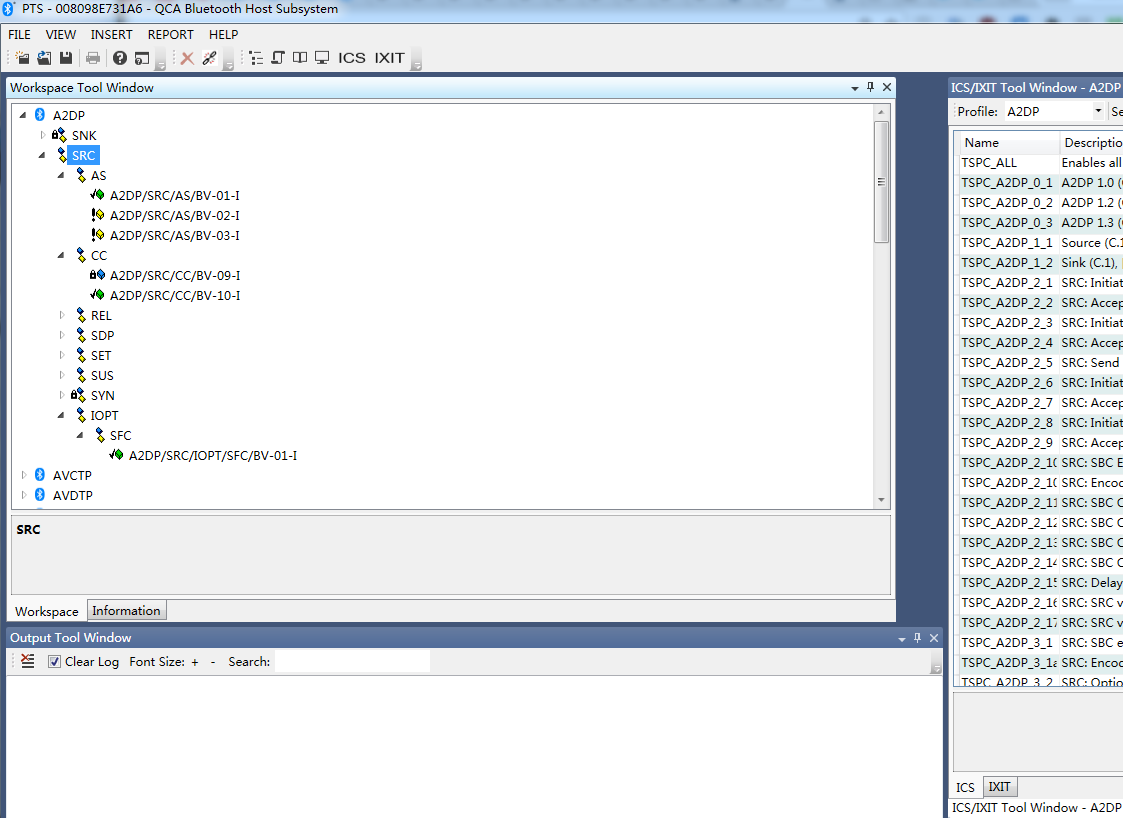 PTS - 008098E731A6 - QCA Bluetooth Host Subsystem
FILE VIEW INSERT REPORT HELP
ICS IXIT
Workspace Tool Window
A2DP
SNK
SRC
AS
A2DP/SRC/AS/BV-01-I
A2DP/SRC/AS/BV-02-I
A2DP/SRC/AS/BV-03-I
CC
A2DP/SRC/CC/BV-09-I
A2DP/SRC/CC/BV-10-I
REL
SDP
SET
SUS
SYN
IOPT
SFC
A2DP/SRC/IOPT/SFC/BV-01-I
AVCTP
AVDTP
SRC
Workspace Information
Output Tool Window
Clear Log Font Size: + - Search:
ICS/IXIT Tool Window - A2DP
Profile: A2DP Se
Name Descriptio
TSPC_ALL Enables all
TSPC_A2DP_0_1 A2DP 1.0 (
TSPC_A2DP_0_2 A2DP 1.2 (
TSPC_A2DP_0_3 A2DP 1.3 (
TSPC_A2DP_1_1 Source (C.1
TSPC_A2DP_1_2 Sink (C.1),
TSPC_A2DP_2_1 SRC: Initiat
TSPC_A2DP_2_2 SRC: Accep
TSPC_A2DP_2_3 SRC: Initiat
TSPC_A2DP_2_4 SRC: Accep
TSPC_A2DP_2_5 SRC: Send
TSPC_A2DP_2_6 SRC: Initiat
TSPC_A2DP_2_7 SRC: Accep
TSPC_A2DP_2_8 SRC: Initiat
TSPC_A2DP_2_9 SRC: Accep
TSPC_A2DP_2_10 SRC: SBC E
TSPC_A2DP_2_10 SRC: Encod
TSPC_A2DP_2_11 SRC: SBC C
TSPC_A2DP_2_12 SRC: SBC C
TSPC_A2DP_2_13 SRC: SBC C
TSPC_A2DP_2_14 SRC: SBC C
TSPC_A2DP_2_15 SRC: Delay
TSPC_A2DP_2_16 SRC: SRC v
TSPC_A2DP_2_17 SRC: SRC v
TSPC_A2DP_3_1 SRC: SBC e
TSPC_A2DP_3_1a SRC: Encod
TSPC_A2DP_3_2 SRC: Optio
ICS IXIT
ICS/IXIT Tool Window - A2DP